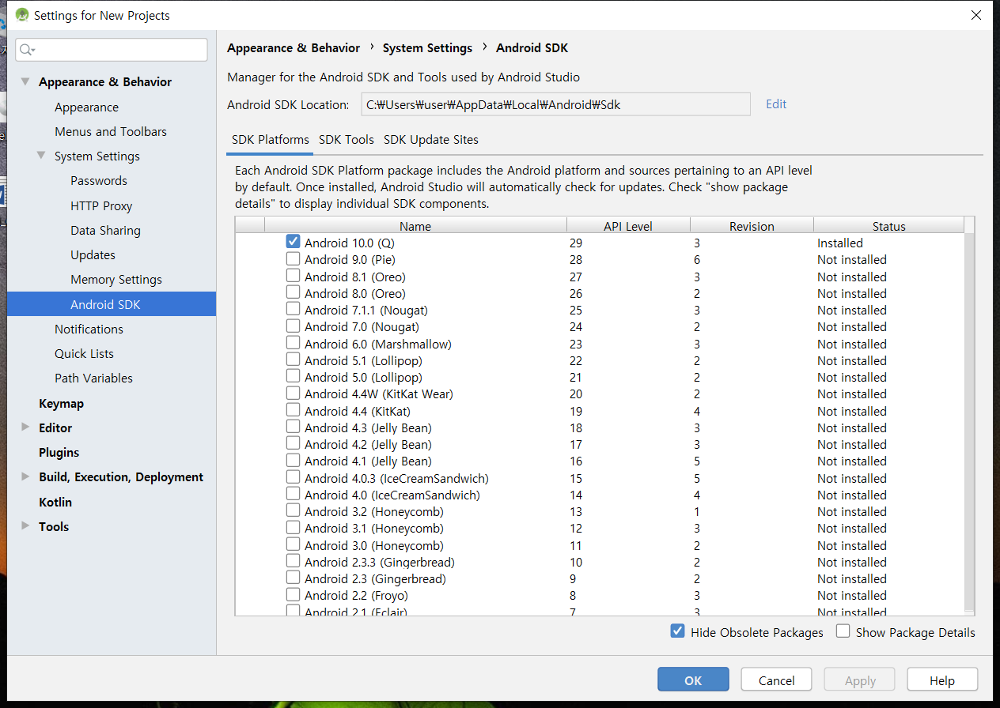 Settings for New Projects
Appearance & Behavior
Appearance
Menus and Toolbars
System Settings
Passwords
HTTP Proxy
Data Sharing
Updates
Memory Settings
Android SDK
Notifications
Quick Lists
Path Variables
Keymap
Editor
Plugins
Build, Execution, Deployment
Kotlin
Tools
Appearance & Behavior › System Settings › Android SDK
Manager for the Android SDK and Tools used by Android Studio
Android SDK Location: C:₩Users₩user₩AppData₩Local₩Android₩Sdk Edit
SDK Platforms SDK Tools SDK Update Sites
Each Android SDK Platform package includes the Android platform and sources pertaining to an API level
by default. Once installed, Android Studio will automatically check for updates. Check "show package
details" to display individual SDK components.
Name API Level Revision Status
Android 10.0 (Q) 29 3 Installed
Android 9.0 (Pie) 28 6 Not installed
Android 8.1 (Oreo) 27 3 Not installed
Android 8.0 (Oreo) 26 2 Not installed
Android 7.1.1 (Nougat) 25 3 Not installed
Android 7.0 (Nougat) 24 2 Not installed
Android 6.0 (Marshmallow) 23 3 Not installed
Android 5.1 (Lollipop) 22 2 Not installed
Android 5.0 (Lollipop) 21 2 Not installed
Android 4.4W (KitKat Wear) 20 2 Not installed
Android 4.4 (KitKat) 19 4 Not installed
Android 4.3 (Jelly Bean) 18 3 Not installed
Android 4.2 (Jelly Bean) 17 3 Not installed
Android 4.1 (Jelly Bean) 16 5 Not installed
Android 4.0.3 (IceCreamSandwich) 15 5 Not installed
Android 4.0 (IceCreamSandwich) 14 4 Not installed
Android 3.2 (Honeycomb) 13 1 Not installed
Android 3.1 (Honeycomb) 12 3 Not installed
Android 3.0 (Honeycomb) 11 2 Not installed
Android 2.3.3 (Gingerbread) 10 2 Not installed
Android 2.3 (Gingerbread) 9 2 Not installed
Android 2.2 (Froyo) 8 3 Not installed
Android 2.1 (Eclair) 7 3 Not installed
Hide Obsolete Packages Show Package Details
OK Cancel Apply Help